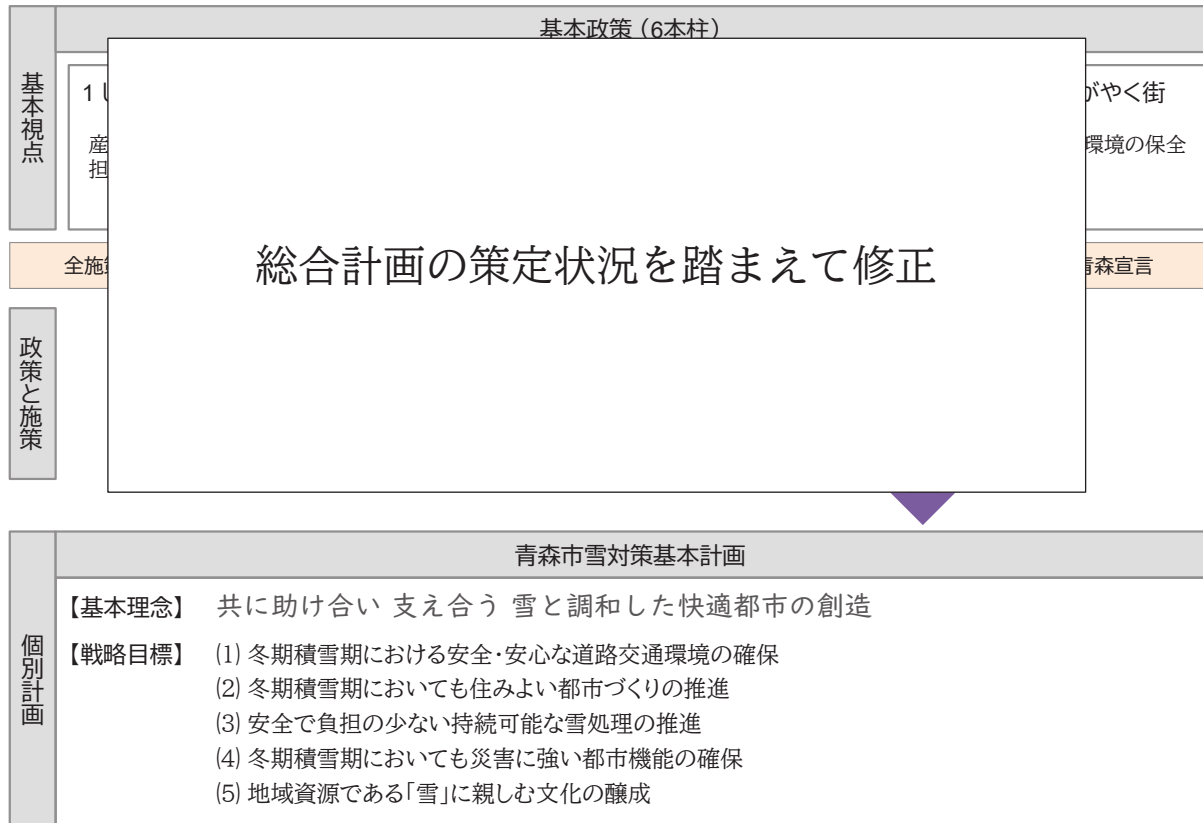 基本政策（6本柱）
基本視点
1 し
がやく街
産
環境の保全
担
総合計画の策定状況を踏まえて修正
全施策
青森宣言
政策と施策
青森市雪対策基本計画
個別計画
【基本理念】 共に助け合い 支え合う 雪と調和した快適都市の創造
【戦略目標】 (1) 冬期積雪期における安全・安心な道路交通環境の確保
(2) 冬期積雪期においても住みよい都市づくりの推進
(3) 安全で負担の少ない持続可能な雪処理の推進
(4) 冬期積雪期においても災害に強い都市機能の確保
(5) 地域資源である「雪」に親しむ文化の醸成